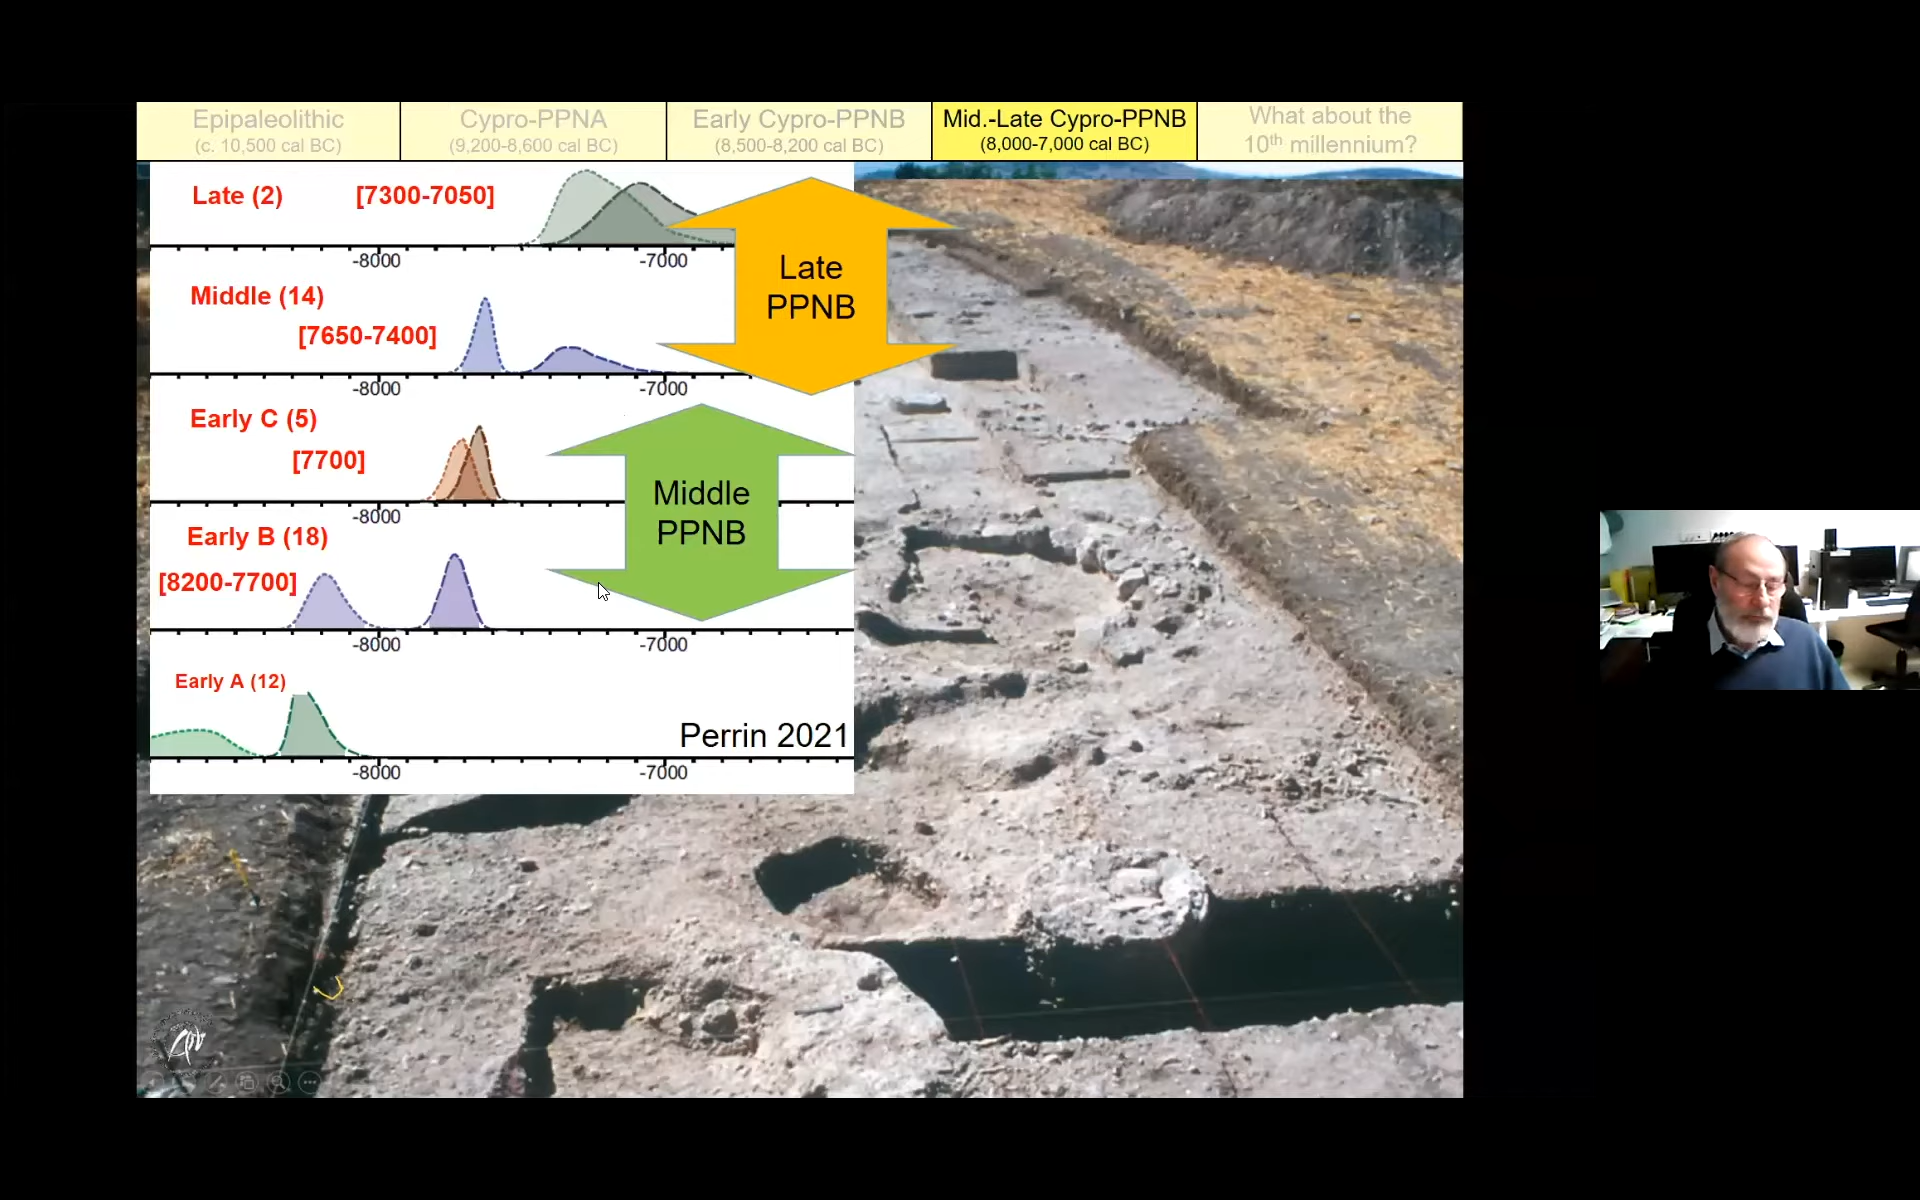 Epipaleolithic
(c. 10,500 cal BC)
Cypro-PPNA
(9,200-8,600 cal BC)
Early Cypro-PPNB
(8,500-8,200 cal BC)
Mid.-Late Cypro-PPNB
(8,000-7,000 cal BC)
What about the
10th millennium?
Late (2) [7300-7050]
-8000 -7000
Middle (14)
[7650-7400]
-8000 -7000
Late
PPNB
Early C (5)
[7700]
-8000
Middle
PPNB
Early B (18)
[8200-7700]
-8000 -7000
Early A (12)
Perrin 2021
-8000 -7000